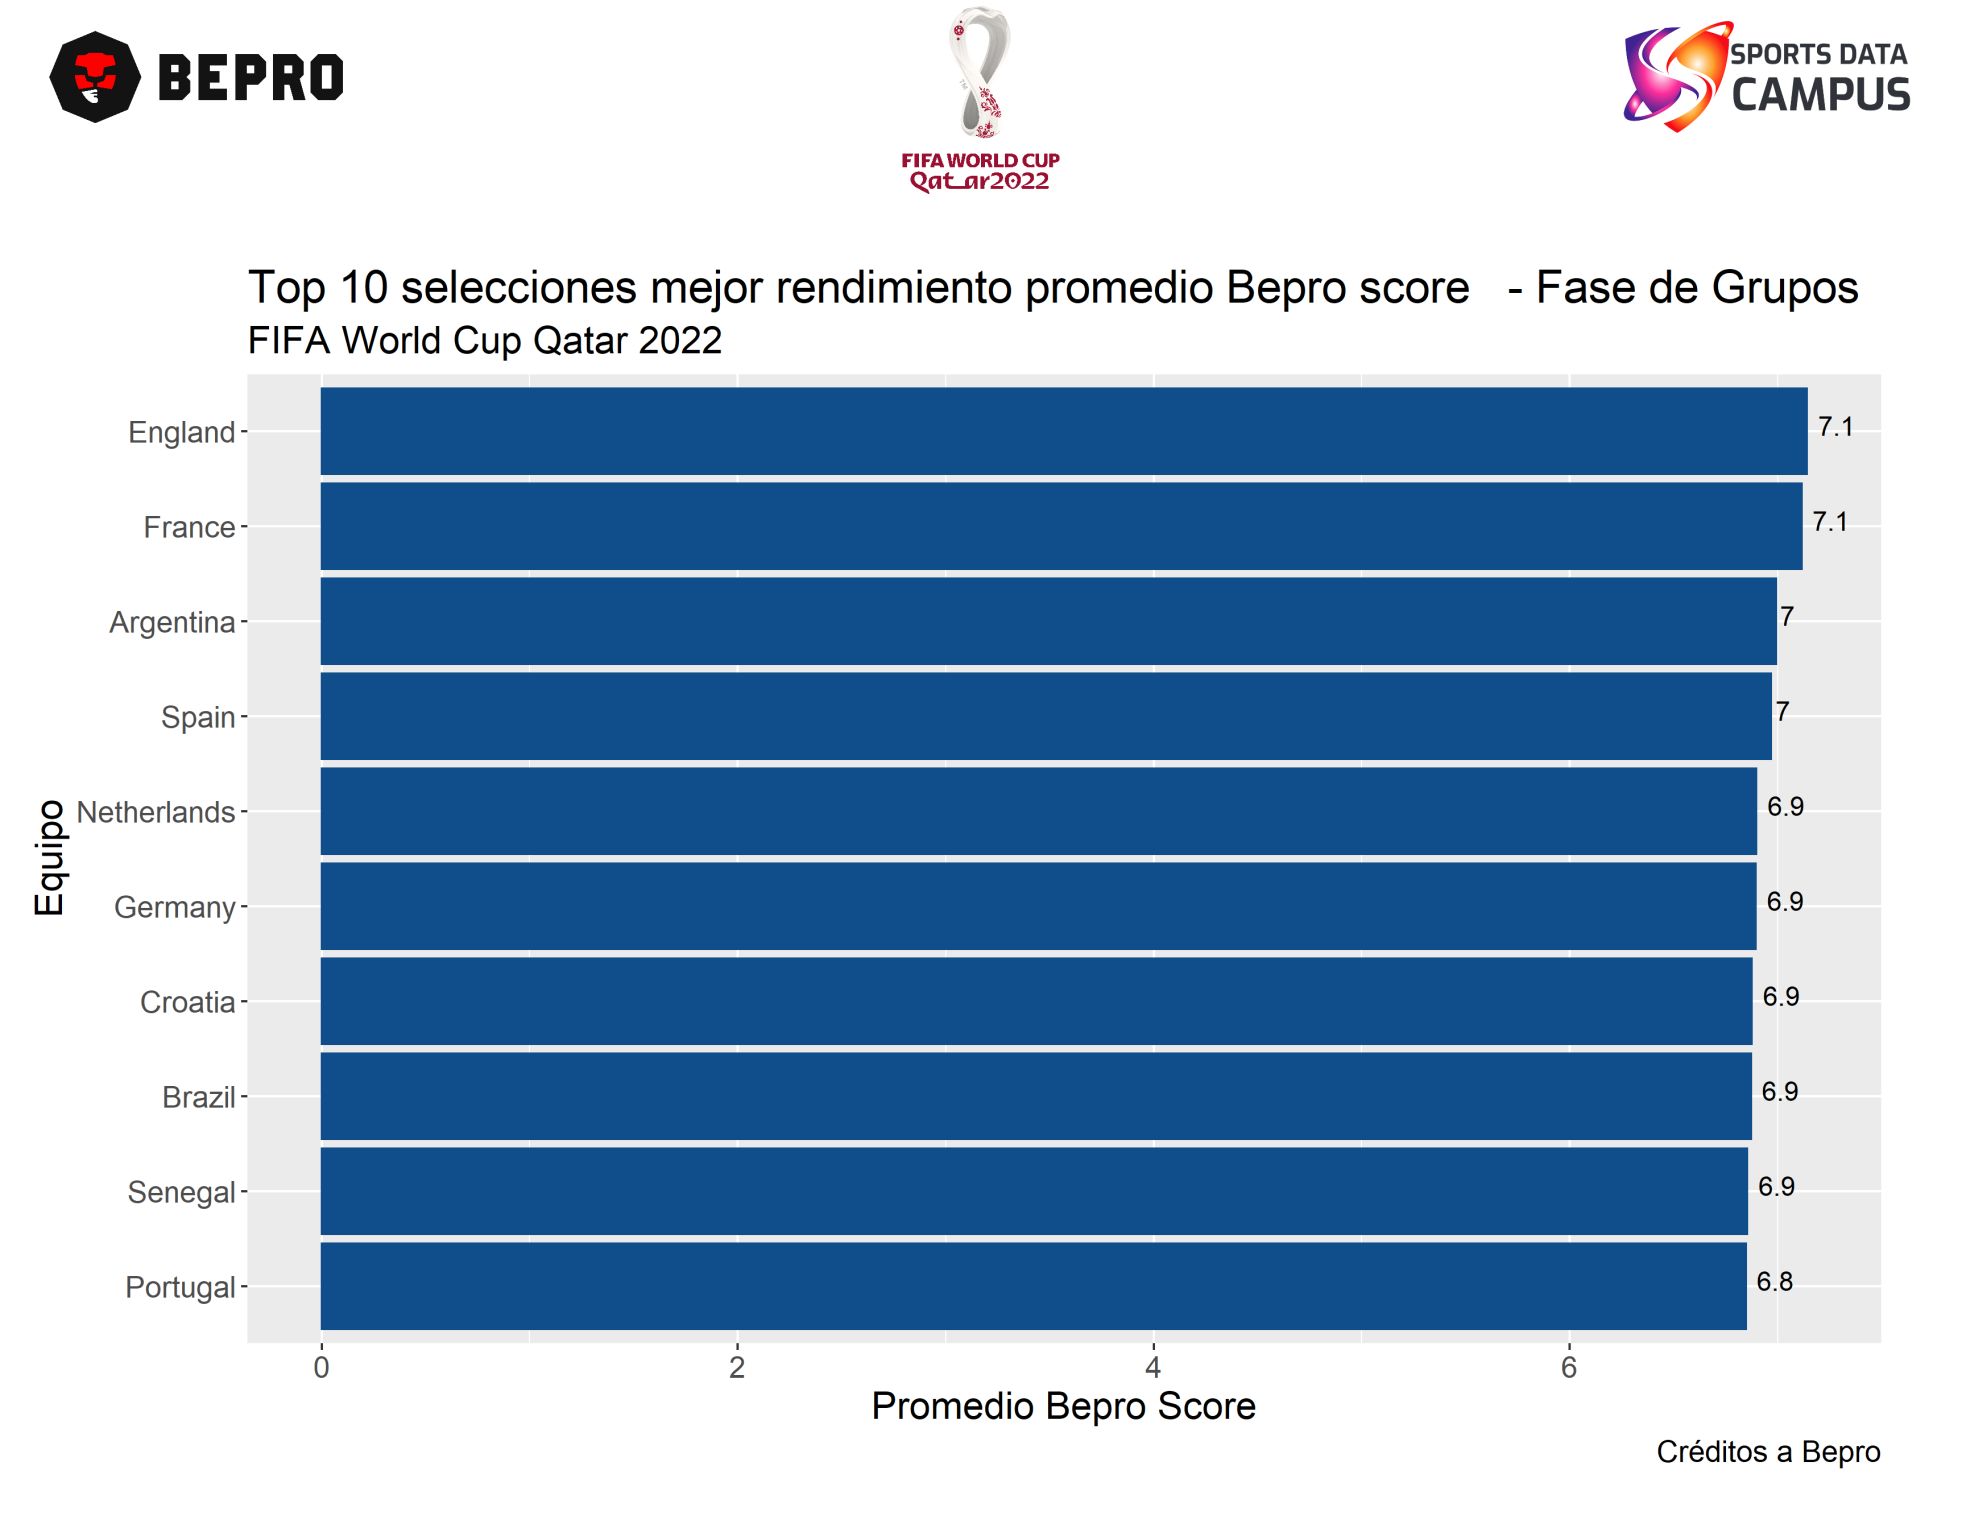 BEPRO
TM
FIFA WORLD CUP
Qatar2022
SPORTS DATA
CAMPUS
Top 10 selecciones mejor rendimiento promedio Bepro score   - Fase de Grupos
FIFA World Cup Qatar 2022
Equipo
England 7.1
France 7.1
Argentina 7
Spain 7
Netherlands 6.9
Germany 6.9
Croatia 6.9
Brazil 6.9
Senegal 6.9
Portugal 6.8
0 2 4 6
Promedio Bepro Score
Créditos a Bepro